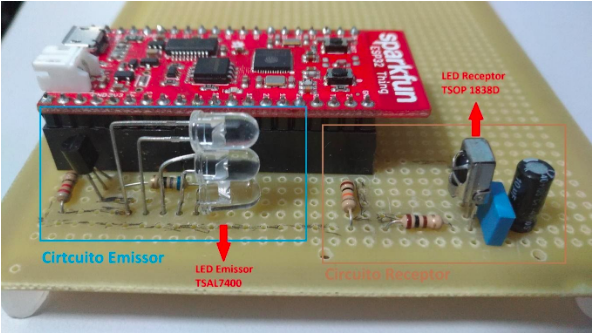 sparkfun
ESP32 Thing
LED Receptor
TSOP 1838D
Cirtcuito Emissor
LED Emissor
TSAL7400
Circuito Receptor